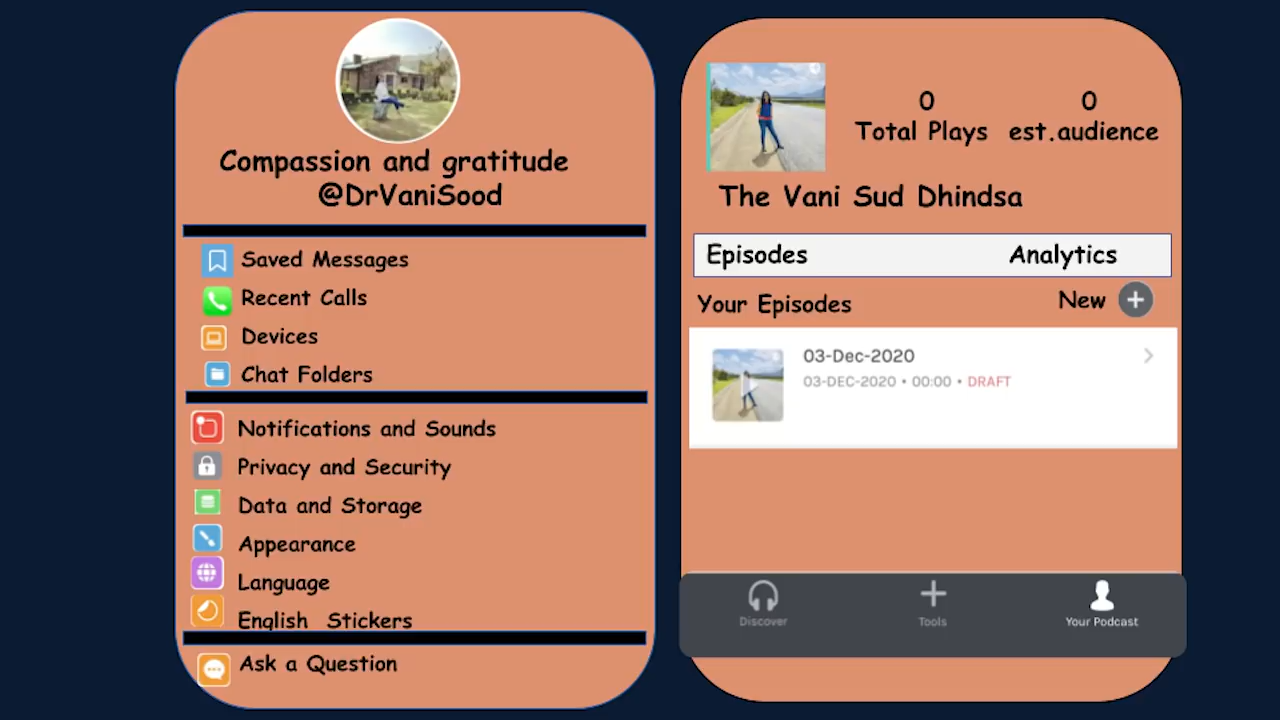 Compassion and gratitude
@DrVaniSood
Saved Messages
Recent Calls
Devices
Chat Folders
Notifications and Sounds
Privacy and Security
Data and Storage
Appearance
Language
English Stickers
Ask a Question
0 0
Total Plays est.audience
The Vani Sud Dhindsa
Episodes Analytics
Your Episodes New
03-Dec-2020
03-DEC-2020 • 00:00 • DRAFT
Discover Tools Your Podcast